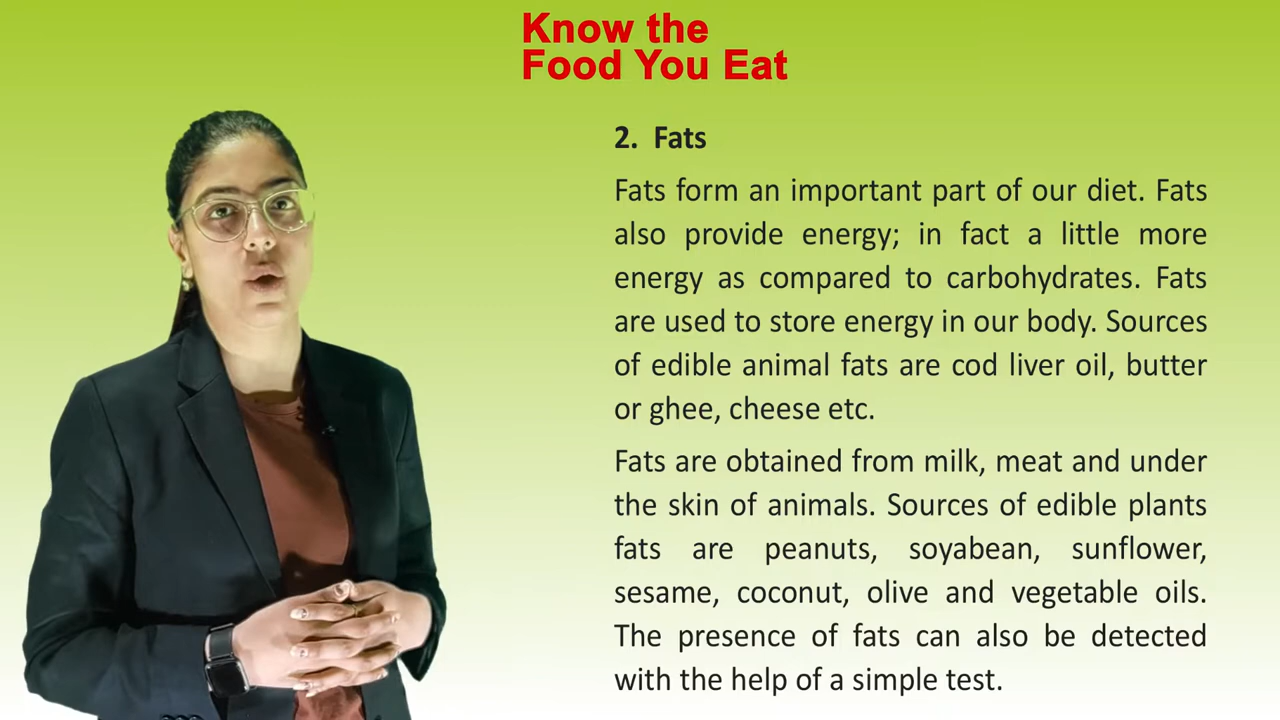 Know the
Food You Eat
2. Fats
Fats form an important part of our diet. Fats
also provide energy; in fact a little more
energy as compared to carbohydrates. Fats
are used to store energy in our body. Sources
of edible animal fats are cod liver oil, butter
or ghee, cheese etc.
Fats are obtained from milk, meat and under
the skin of animals. Sources of edible plants
fats are peanuts, soyabean, sunflower,
sesame, coconut, olive and vegetable oils.
The presence of fats can also be detected
with the help of a simple test.